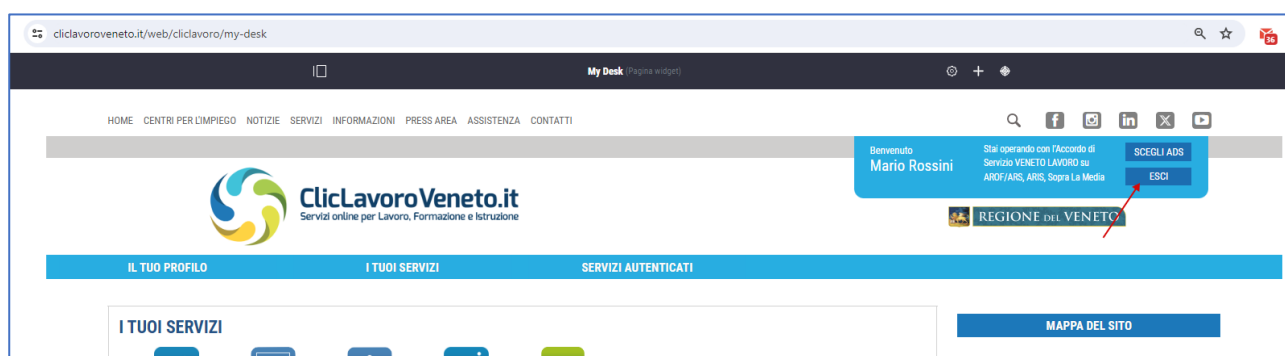 cliclavoroveneto.it/web/cliclavoro/my-desk
36
My Desk (Pagina widget)
HOME CENTRI PER L'IMPIEGO NOTIZIE SERVIZI INFORMAZIONI PRESS AREA ASSISTENZA CONTATTI
Benvenuto
Mario Rossini
Stai operando con l'Accordo di
Servizio VENETO LAVORO su
AROF/ARS, ARIS, Sopra La Media
SCEGLI ADS
ESCI
ClicLavoroVeneto.it
Servizi online per Lavoro, Formazione e Istruzione
REGIONE DEL VENETO
IL TUO PROFILO I TUOI SERVIZI SERVIZI AUTENTICATI
I TUOI SERVIZI
MAPPA DEL SITO